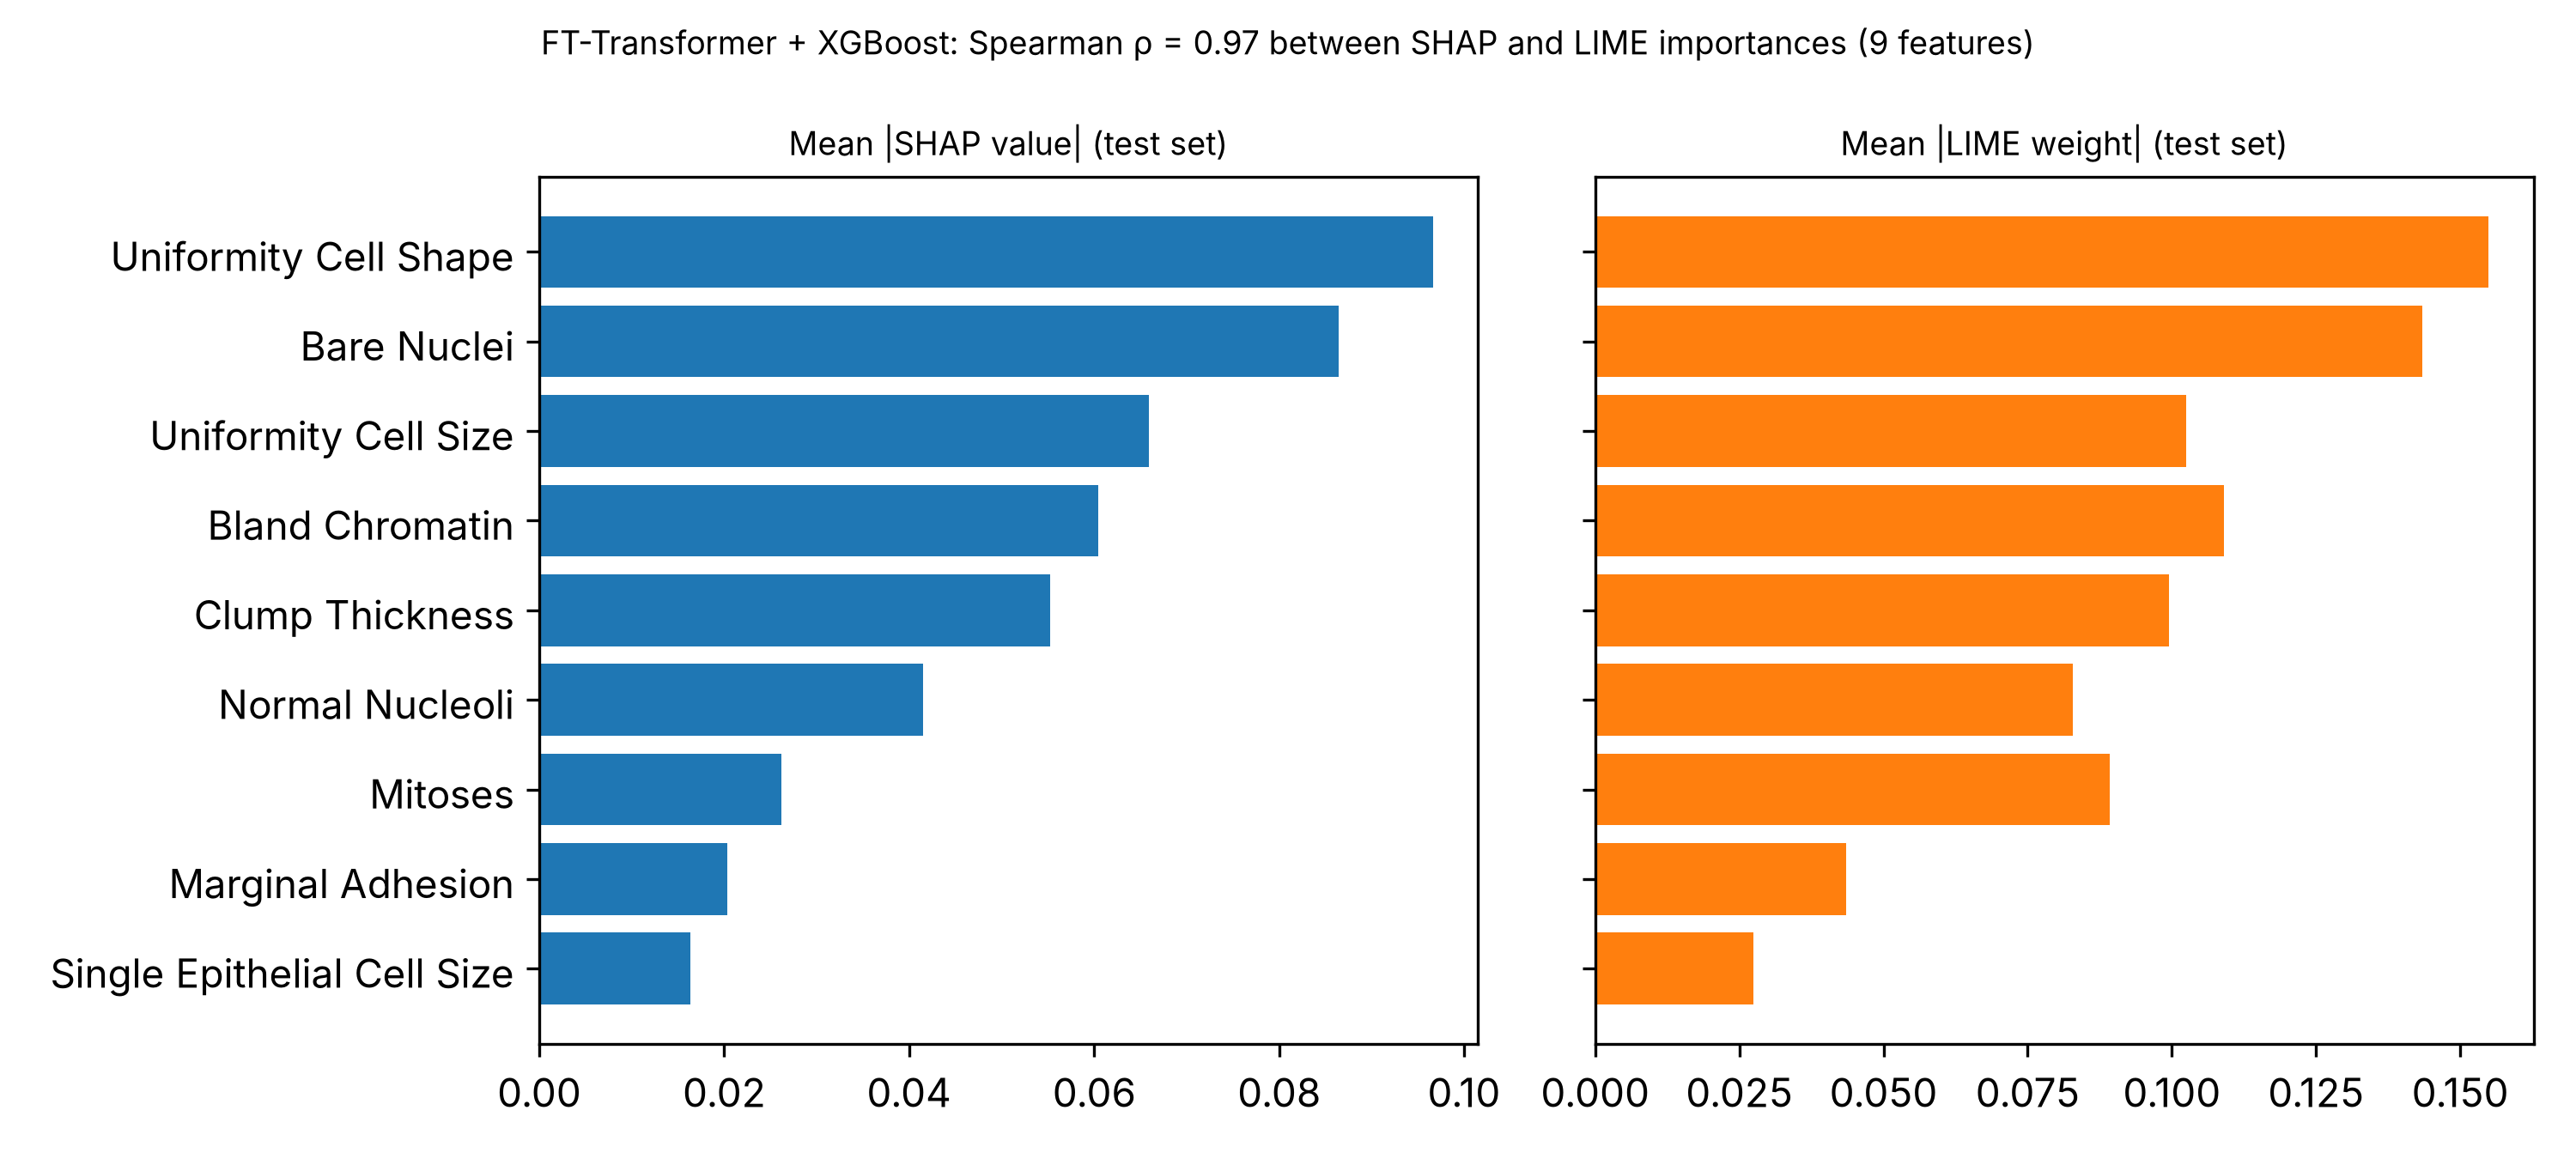 FT-Transformer + XGBoost: Spearman ρ = 0.97 between SHAP and LIME importances (9 features)
Mean |SHAP value| (test set)
Mean |LIME weight| (test set)
Uniformity Cell Shape
Bare Nuclei
Uniformity Cell Size
Bland Chromatin
Clump Thickness
Normal Nucleoli
Mitoses
Marginal Adhesion
Single Epithelial Cell Size
0.00 0.02 0.04 0.06 0.08 0.10
0.000 0.025 0.050 0.075 0.100 0.125 0.150